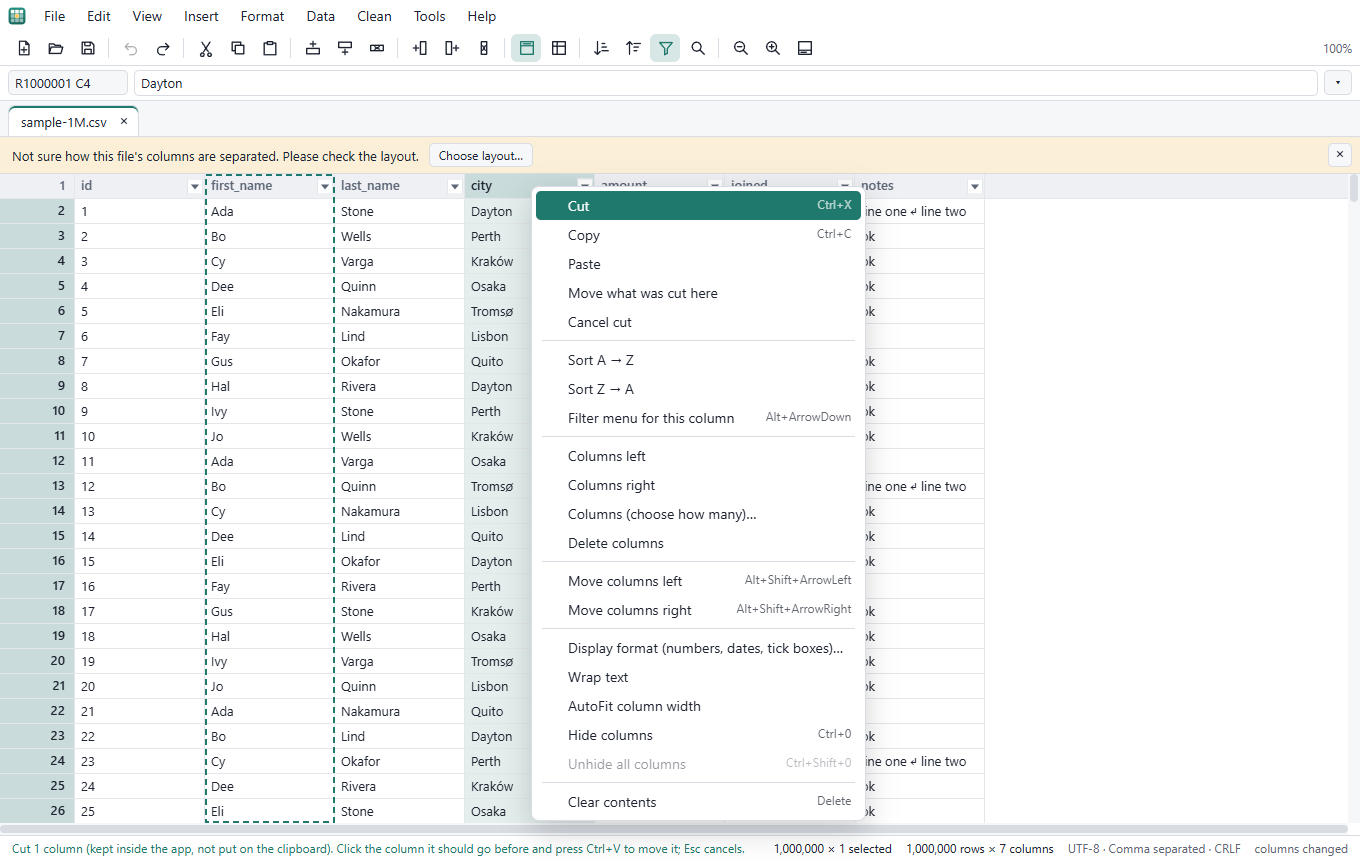 File Edit View Insert Format Data Clean Tools Help
100%
R1000001 C4 Dayton
sample-1M.csv ×
Not sure how this file's columns are separated. Please check the layout. Choose layout... ×
1 id first_name last_name city amount joined notes
2 1 Ada Stone Dayton ine one ↲ line two
3 2 Bo Wells Perth ok
4 3 Cy Varga Kraków ok
5 4 Dee Quinn Osaka ok
6 5 Eli Nakamura Tromsø ok
7 6 Fay Lind Lisbon
8 7 Gus Okafor Quito ok
9 8 Hal Rivera Dayton ok
10 9 Ivy Stone Perth ok
11 10 Jo Wells Kraków ok
12 11 Ada Varga Osaka
13 12 Bo Quinn Tromsø ine one ↲ line two
14 13 Cy Nakamura Lisbon ok
15 14 Dee Lind Quito ok
16 15 Eli Okafor Dayton ok
17 16 Fay Rivera Perth
18 17 Gus Stone Kraków ok
19 18 Hal Wells Osaka ok
20 19 Ivy Varga Tromsø ok
21 20 Jo Quinn Lisbon ok
22 21 Ada Nakamura Quito
23 22 Bo Lind Dayton ok
24 23 Cy Okafor Perth ine one ↲ line two
25 24 Dee Rivera Kraków ok
26 25 Eli Stone Osaka ok
Cut Ctrl+X
Copy Ctrl+C
Paste
Move what was cut here
Cancel cut
Sort A → Z
Sort Z → A
Filter menu for this column Alt+ArrowDown
Columns left
Columns right
Columns (choose how many)...
Delete columns
Move columns left Alt+Shift+ArrowLeft
Move columns right Alt+Shift+ArrowRight
Display format (numbers, dates, tick boxes)...
Wrap text
AutoFit column width
Hide columns Ctrl+0
Unhide all columns Ctrl+Shift+0
Clear contents Delete
Cut 1 column (kept inside the app, not put on the clipboard). Click the column it should go before and press Ctrl+V to move it; Esc cancels. 1,000,000 × 1 selected 1,000,000 rows × 7 columns UTF-8 · Comma separated · CRLF columns changed